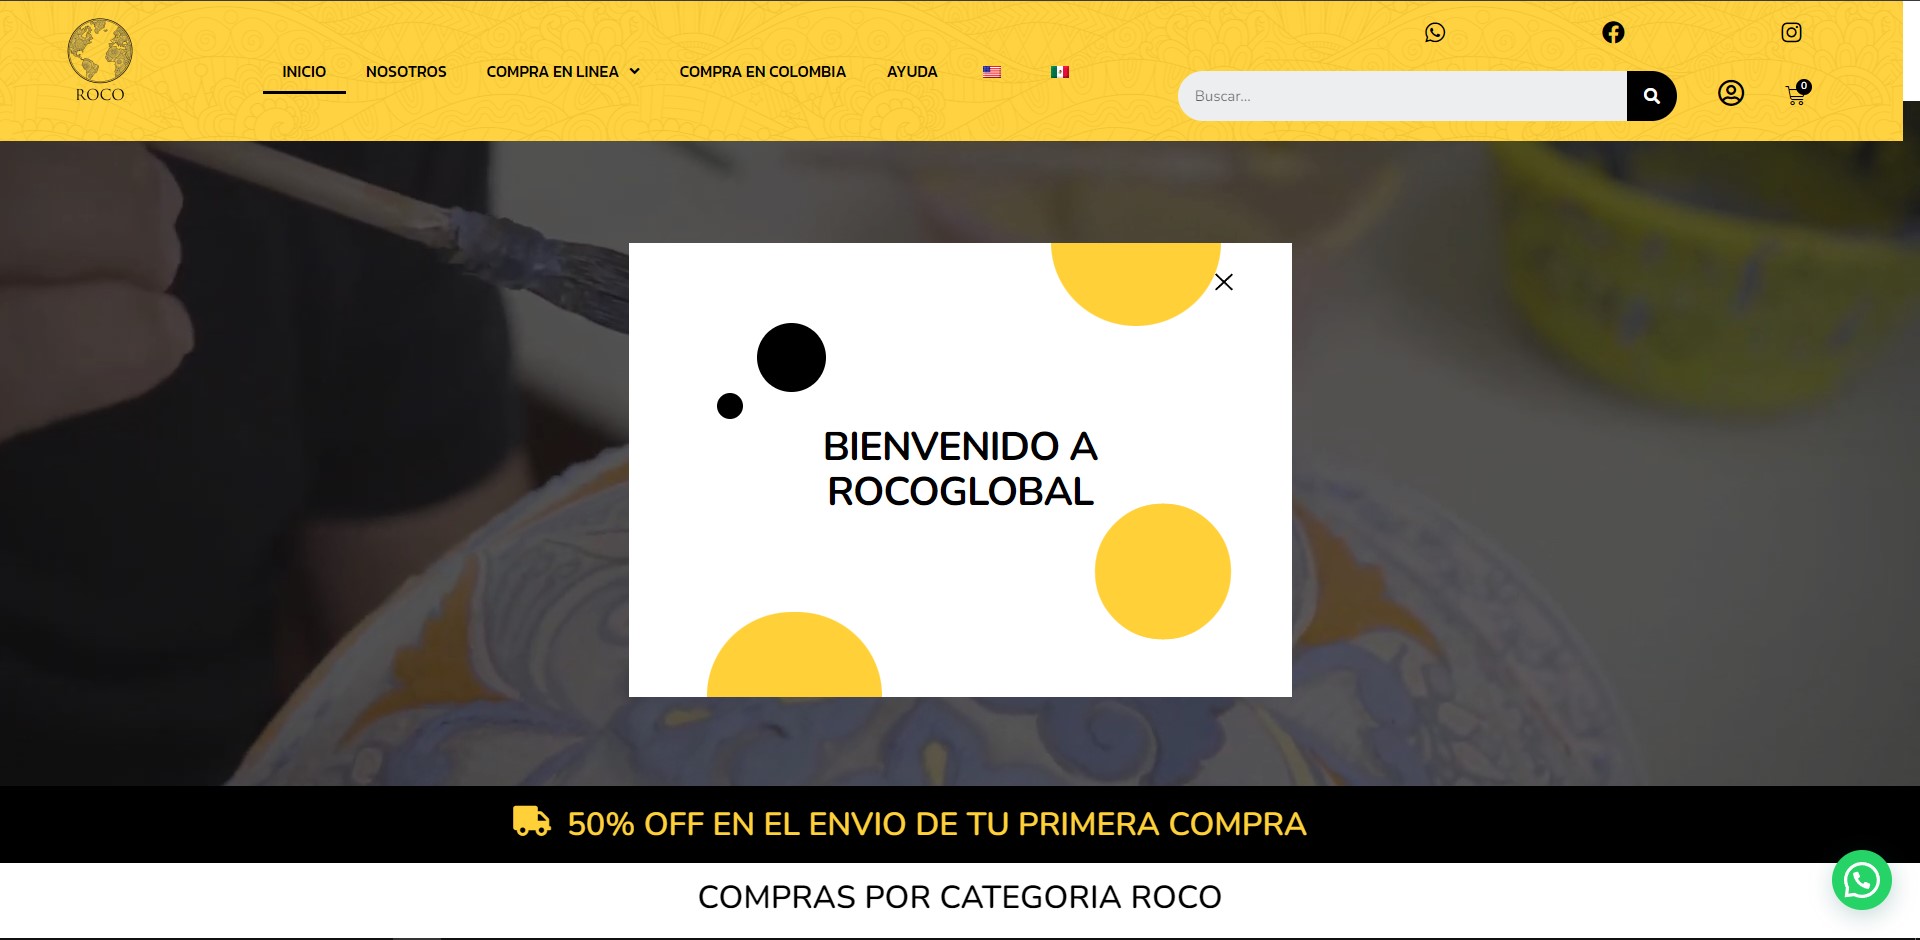 ROCO
INICIO
NOSOTROS
COMPRA EN LINEA
COMPRA EN COLOMBIA
AYUDA
Buscar...
0
BIENVENIDO A
ROCOGLOBAL
50% OFF EN EL ENVIO DE TU PRIMERA COMPRA
COMPRAS POR CATEGORIA ROCO